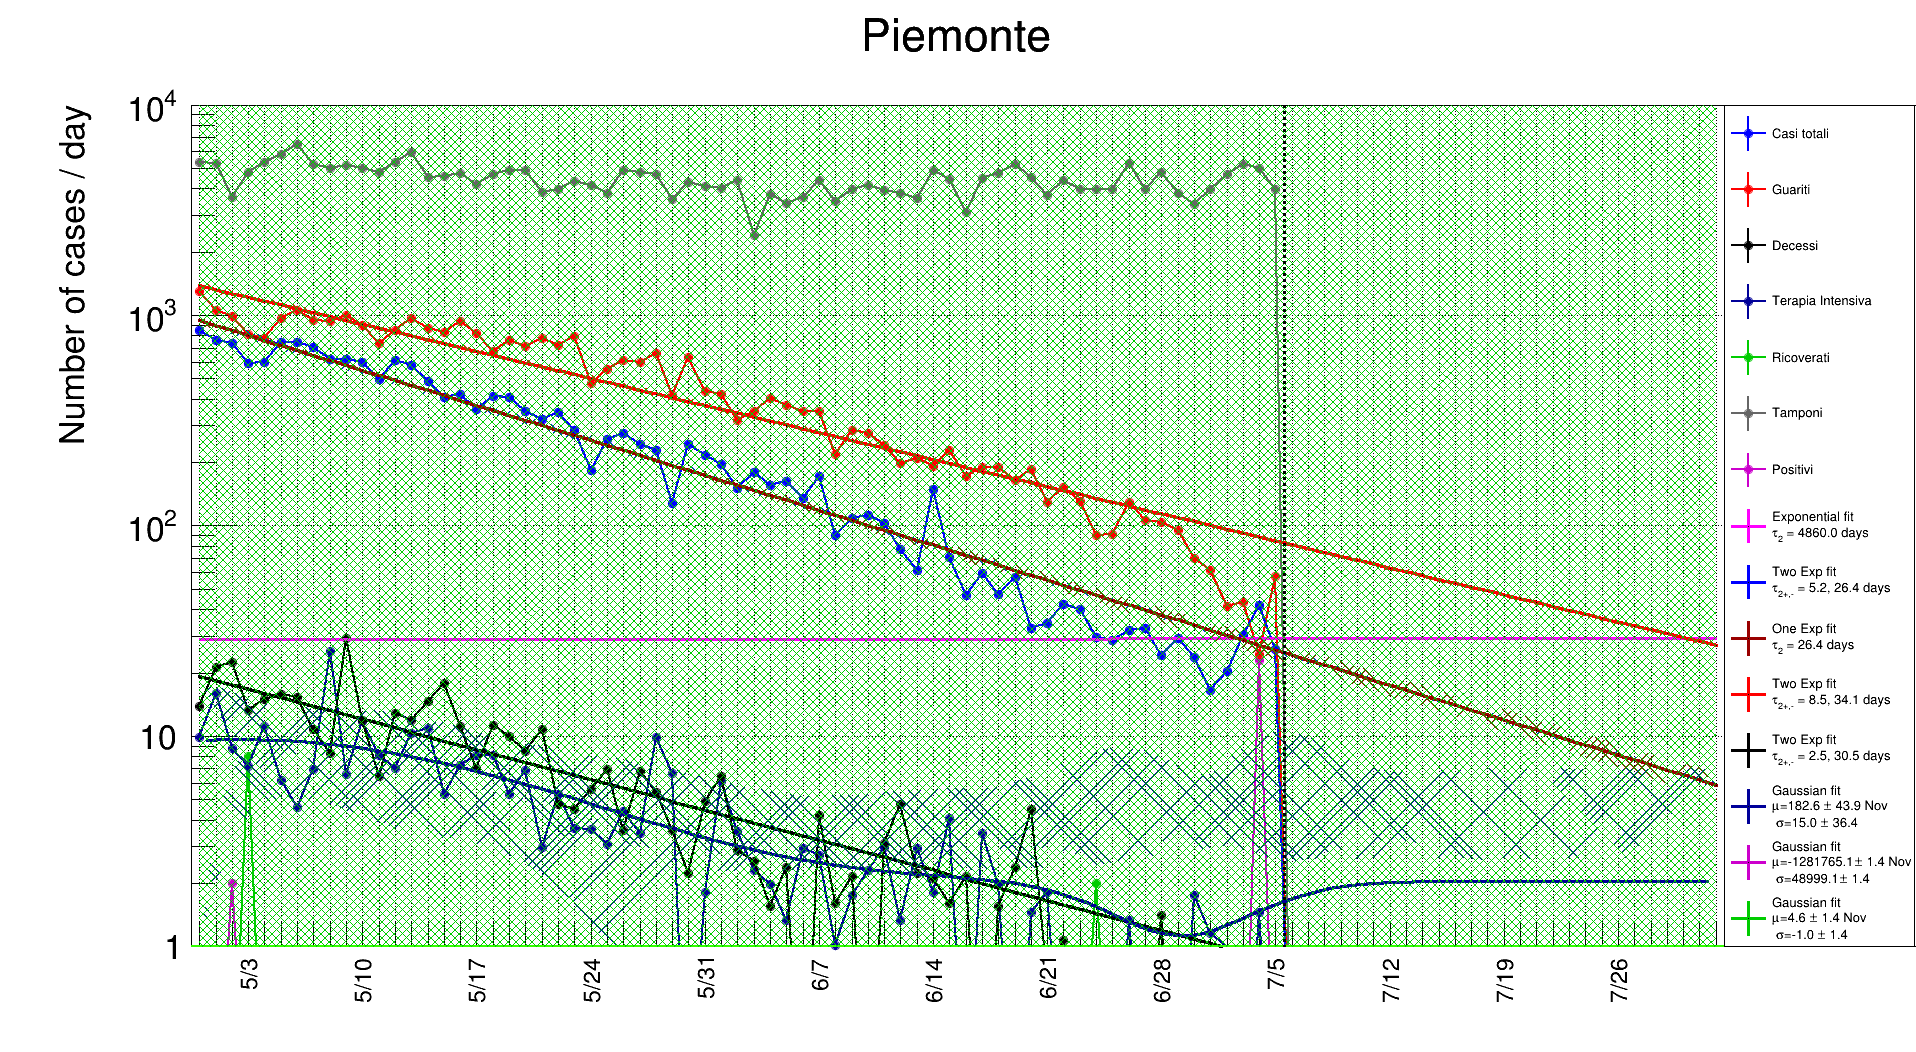 Piemonte
Number of cases / day
10^4
10^3
10^2
10
1
5/3
5/10
5/17
5/24
5/31
6/7
6/14
6/21
6/28
7/5
7/12
7/19
7/26
Casi totali
Guariti
Decessi
Terapia Intensiva
Ricoverati
Tamponi
Positivi
Exponential fit
τ2 = 4860.0 days
Two Exp fit
τ2+,- = 5.2, 26.4 days
One Exp fit
τ2 = 26.4 days
Two Exp fit
τ2+,- = 8.5, 34.1 days
Two Exp fit
τ2+,- = 2.5, 30.5 days
Gaussian fit
μ=182.6 ± 43.9 Nov
σ=15.0 ± 36.4
Gaussian fit
μ=-1281765.1± 1.4 Nov
σ=48999.1± 1.4
Gaussian fit
μ=4.6 ± 1.4 Nov
σ=-1.0 ± 1.4